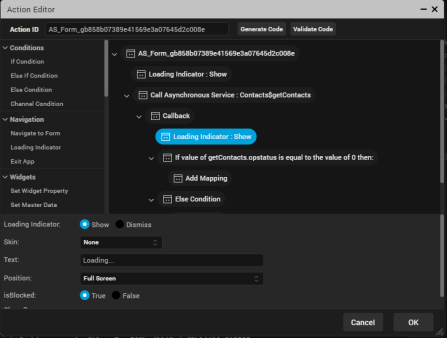 Action Editor
Action ID
AS_Form_gb858b07389e41569e3a07645d2c008e
Generate Code
Validate Code
Conditions
If Condition
Else If Condition
Else Condition
Channel Condition
Navigation
Navigate to Form
Loading Indicator
Exit App
Widgets
Set Widget Property
Set Master Data
AS_Form_gb858b07389e41569e3a07645d2c008e
Loading Indicator : Show
Call Asynchronous Service : Contacts$getContacts
Callback
Loading Indicator : Show
If value of getContacts.opstatus is equal to the value of 0 then:
Add Mapping
Else Condition
Loading Indicator: Show Dismiss
Skin: None
Text: Loading...
Position: Full Screen
isBlocked: True False
Cancel
OK